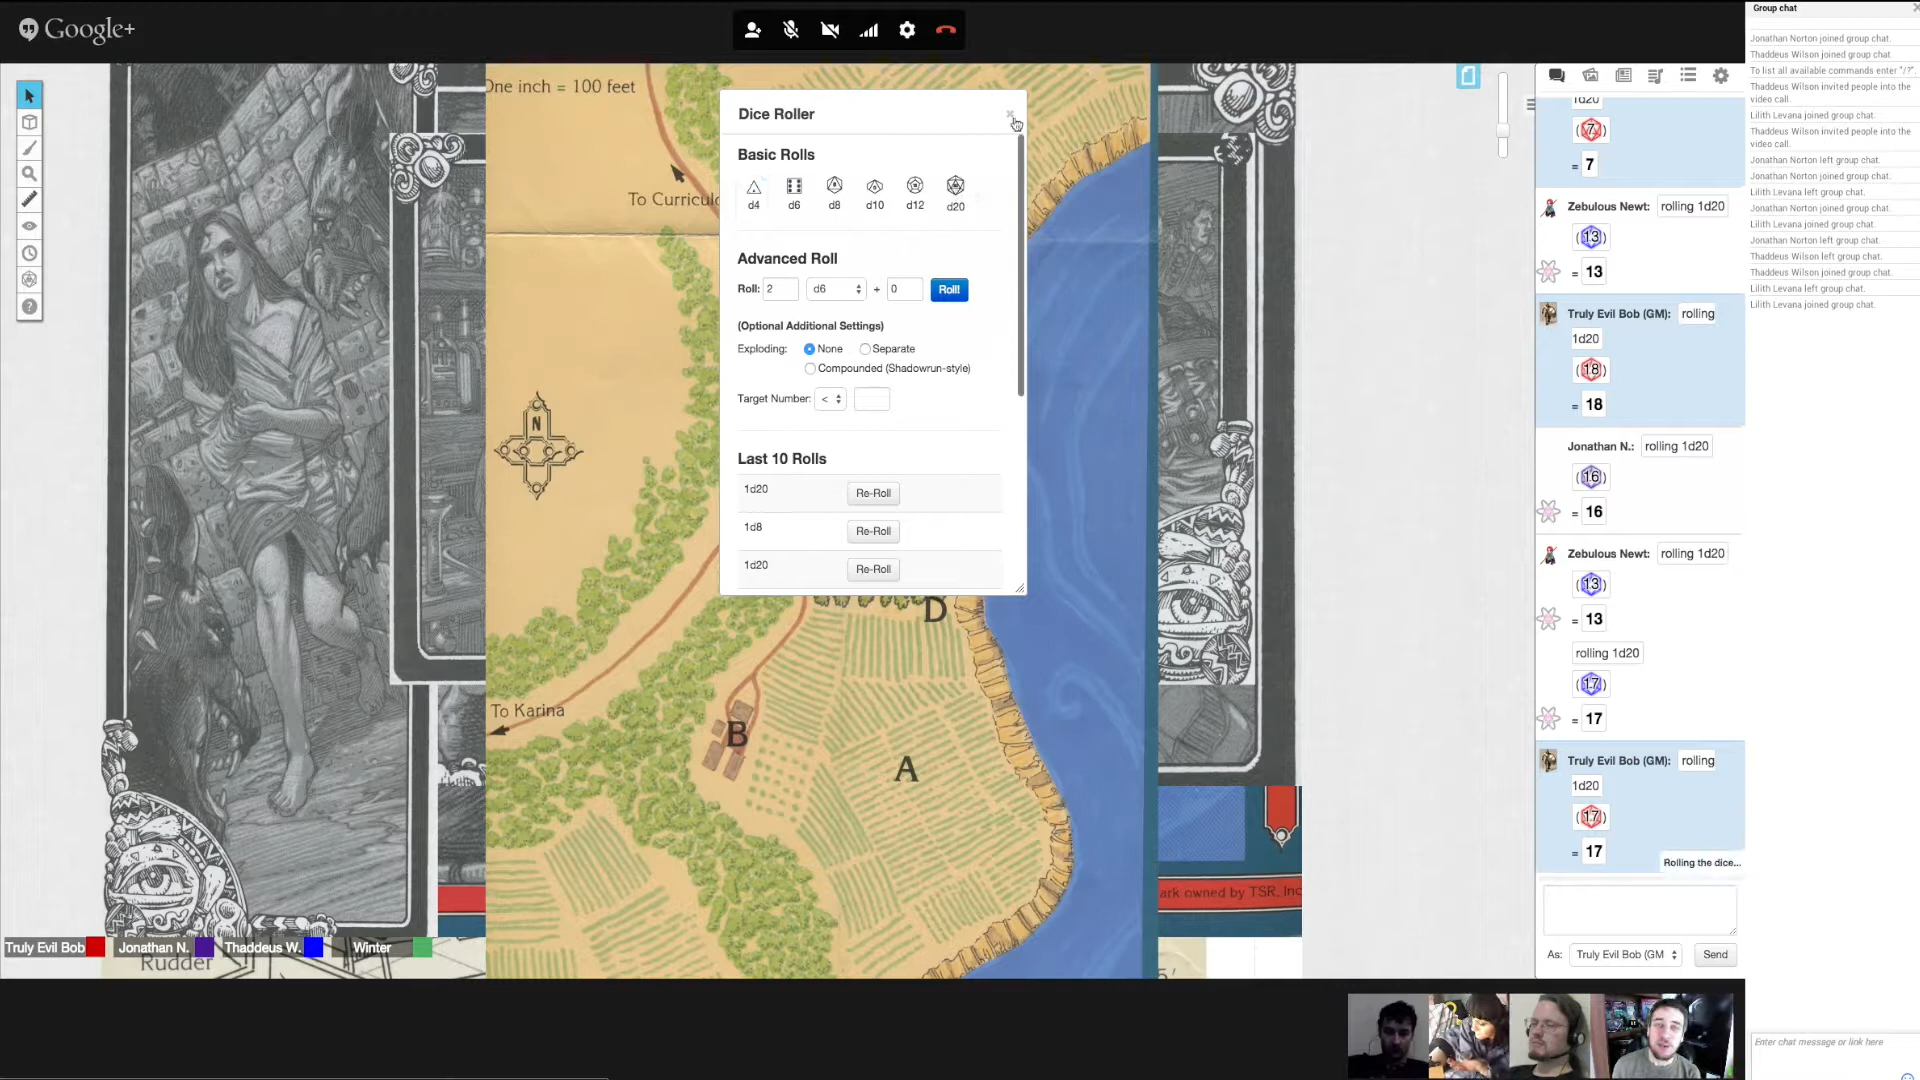 Google+
Group chat
Jonathan Norton joined group chat.
Thaddeus Wilson joined group chat.
To list all available commands enter "/?".
Thaddeus Wilson invited people into the
video call.
Lilith Levana joined group chat.
Thaddeus Wilson invited people into the
video call.
Jonathan Norton left group chat.
Jonathan Norton joined group chat.
Lilith Levana left group chat.
Jonathan Norton joined group chat.
Lilith Levana joined group chat.
Jonathan Norton left group chat.
Thaddeus Wilson left group chat.
Thaddeus Wilson joined group chat.
Lilith Levana left group chat.
Lilith Levana joined group chat.
Enter chat message or link here
One inch = 100 feet
To Curricul
N
To Karina
A
B
D
Dice Roller
Basic Rolls
d4 d6 d8 d10 d12 d20
Advanced Roll
Roll: 2 d6 + 0 Roll!
(Optional Additional Settings)
Exploding: None Separate
Compounded (Shadowrun-style)
Target Number: <
Last 10 Rolls
1d20 Re-Roll
1d8 Re-Roll
1d20 Re-Roll
1d20
(7)
= 7
Zebulous Newt: rolling 1d20
(13)
= 13
Truly Evil Bob (GM): rolling
1d20
(18)
= 18
Jonathan N.: rolling 1d20
(16)
= 16
Zebulous Newt: rolling 1d20
(13)
= 13
rolling 1d20
(17)
= 17
Truly Evil Bob (GM): rolling
1d20
(17)
= 17
Rolling the dice...
As: Truly Evil Bob (GM Send
ark owned by TSR, Inc
Truly Evil Bob Jonathan N. Thaddeus W. Winter
Rudder
5'